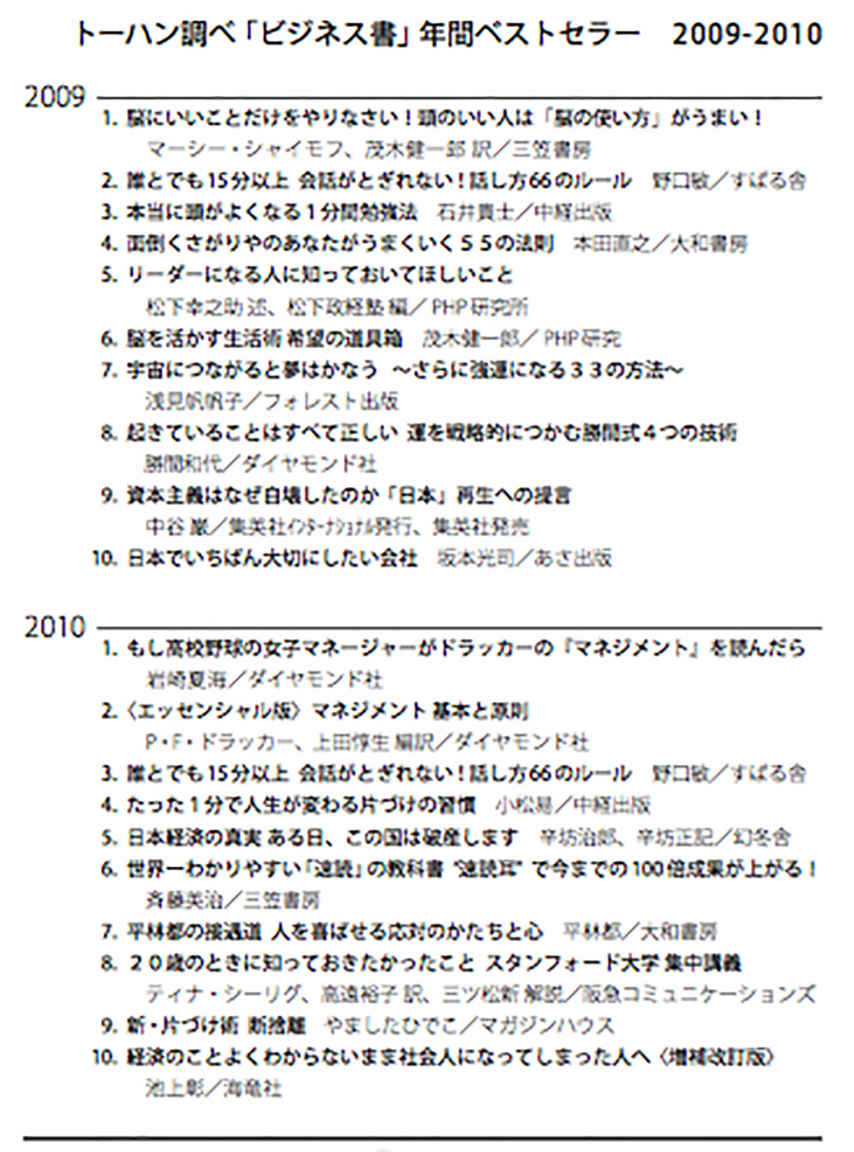 トーハン調べ「ビジネス書」年間ベストセラー　2009-2010
2009
1. 脳にいいことだけをやりなさい！頭のいい人は「脳の使い方」がうまい！
マーシー・シャイモフ、茂木健一郎 訳／三笠書房
2. 誰とでも15分以上 会話がとぎれない！話し方66のルール　野口敏／すばる舎
3. 本当に頭がよくなる１分間勉強法　石井貴士／中経出版
4. 面倒くさがりやのあなたがうまくいく５５の法則　本田直之／大和書房
5. リーダーになる人に知っておいてほしいこと
松下幸之助 述、松下政経塾 編／PHP研究所
6. 脳を活かす生活術 希望の道具箱　茂木健一郎／PHP研究
7. 宇宙につながると夢はかなう ～さらに強運になる３３の方法～
浅見帆帆子／フォレスト出版
8. 起きていることはすべて正しい 運を戦略的につかむ勝間式４つの技術
勝間和代／ダイヤモンド社
9. 資本主義はなぜ自壊したのか「日本」再生への提言
中谷 巌／集英社ｲﾝﾀｰﾅｼｮﾅﾙ発行、集英社発売
10. 日本でいちばん大切にしたい会社　坂本光司／あさ出版
2010
1. もし高校野球の女子マネージャーがドラッカーの『マネジメント』を読んだら
岩崎夏海／ダイヤモンド社
2. 〈エッセンシャル版〉マネジメント 基本と原則
P・F・ドラッカー、上田惇生 編訳／ダイヤモンド社
3. 誰とでも15分以上 会話がとぎれない！話し方66のルール　野口敏／すばる舎
4. たった１分で人生が変わる片づけの習慣　小松易／中経出版
5. 日本経済の真実 ある日、この国は破産します　辛坊治郎、辛坊正記／幻冬舎
6. 世界一わかりやすい「速読」の教科書 “速読耳” で今までの100倍成果が上がる！
斉藤英治／三笠書房
7. 平林都の接遇道 人を喜ばせる応対のかたちと心　平林都／大和書房
8. ２０歳のときに知っておきたかったこと スタンフォード大学 集中講義
ティナ・シーリグ、高遠裕子 訳、三ツ松新 解説／阪急コミュニケーションズ
9. 新・片づけ術 断捨離　やましたひでこ／マガジンハウス
10. 経済のことよくわからないまま社会人になってしまった人へ〈増補改訂版〉
池上彰／海竜社